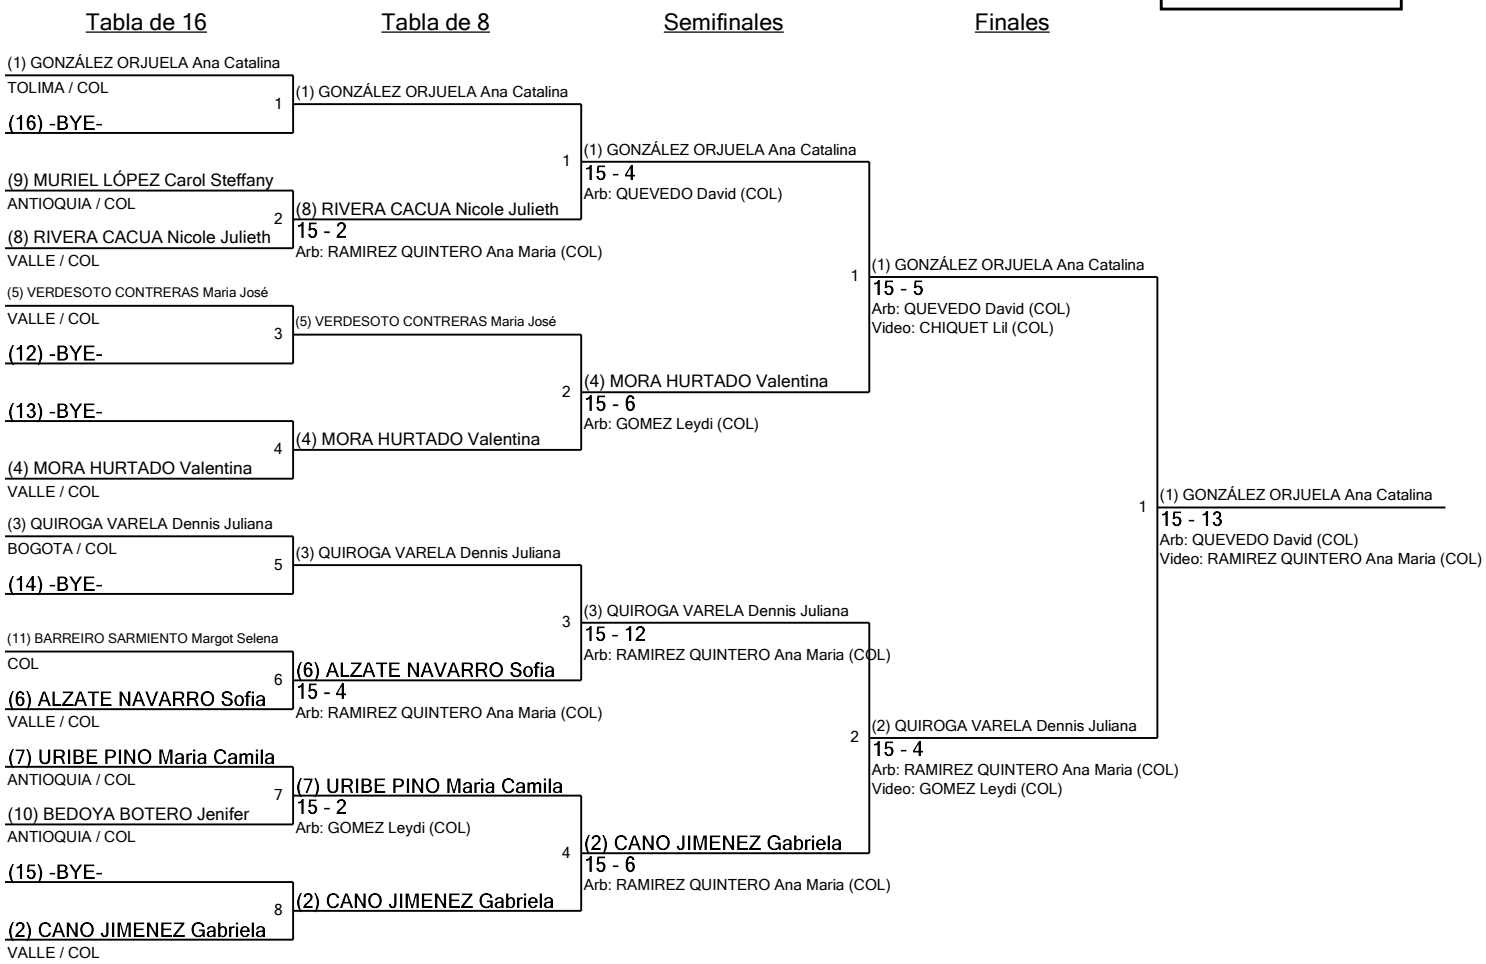 Tabla de 16
Tabla de 8
Semifinales
Finales
(1) GONZÁLEZ ORJUELA Ana Catalina
TOLIMA / COL
1
(16) -BYE-
(9) MURIEL LÓPEZ Carol Steffany
ANTIOQUIA / COL
2
(8) RIVERA CACUA Nicole Julieth
VALLE / COL
(5) VERDESOTO CONTRERAS Maria José
VALLE / COL
3
(12) -BYE-
(13) -BYE-
4
(4) MORA HURTADO Valentina
VALLE / COL
(3) QUIROGA VARELA Dennis Juliana
BOGOTA / COL
5
(14) -BYE-
(11) BARREIRO SARMIENTO Margot Selena
COL
6
(6) ALZATE NAVARRO Sofia
VALLE / COL
(7) URIBE PINO Maria Camila
ANTIOQUIA / COL
7
(10) BEDOYA BOTERO Jenifer
ANTIOQUIA / COL
(15) -BYE-
8
(2) CANO JIMENEZ Gabriela
VALLE / COL
(1) GONZÁLEZ ORJUELA Ana Catalina
1
(8) RIVERA CACUA Nicole Julieth
15 - 2
Arb: RAMIREZ QUINTERO Ana Maria (COL)
(5) VERDESOTO CONTRERAS Maria José
2
(4) MORA HURTADO Valentina
(3) QUIROGA VARELA Dennis Juliana
3
(6) ALZATE NAVARRO Sofia
15 - 4
Arb: RAMIREZ QUINTERO Ana Maria (COL)
(7) URIBE PINO Maria Camila
15 - 2
Arb: GOMEZ Leydi (COL)
4
(2) CANO JIMENEZ Gabriela
(1) GONZÁLEZ ORJUELA Ana Catalina
15 - 4
Arb: QUEVEDO David (COL)
1
(4) MORA HURTADO Valentina
15 - 6
Arb: GOMEZ Leydi (COL)
(3) QUIROGA VARELA Dennis Juliana
15 - 12
Arb: RAMIREZ QUINTERO Ana Maria (COL)
2
(2) CANO JIMENEZ Gabriela
15 - 6
Arb: RAMIREZ QUINTERO Ana Maria (COL)
(1) GONZÁLEZ ORJUELA Ana Catalina
15 - 5
Arb: QUEVEDO David (COL)
Video: CHIQUET Lil (COL)
1
(2) QUIROGA VARELA Dennis Juliana
15 - 4
Arb: RAMIREZ QUINTERO Ana Maria (COL)
Video: GOMEZ Leydi (COL)
(1) GONZÁLEZ ORJUELA Ana Catalina
15 - 13
Arb: QUEVEDO David (COL)
Video: RAMIREZ QUINTERO Ana Maria (COL)